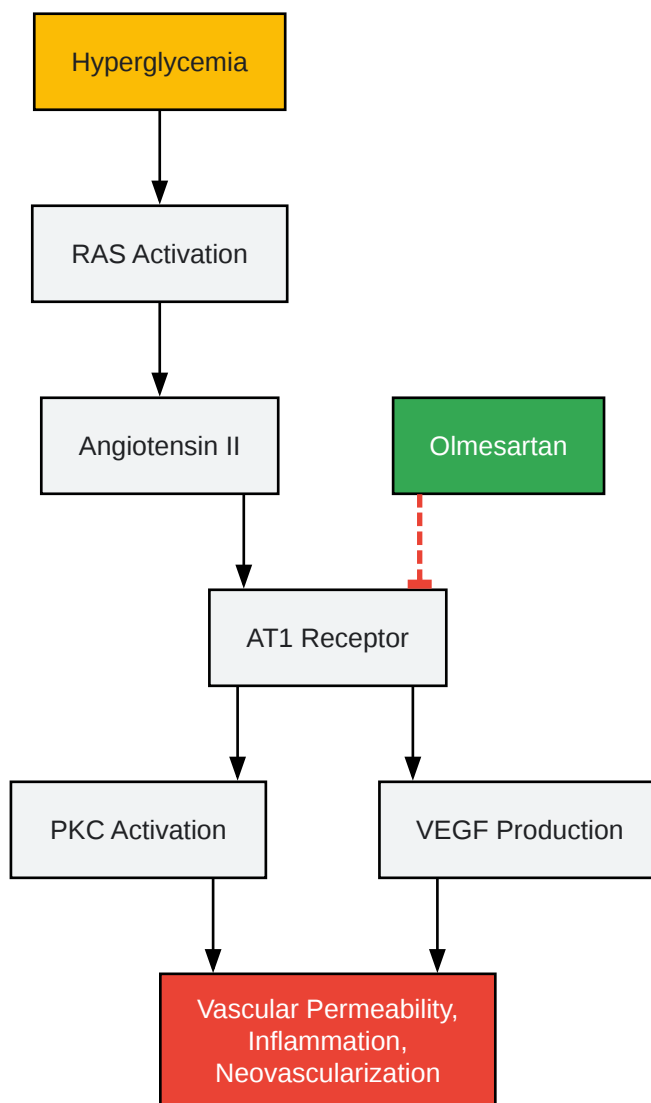 Hyperglycemia
RAS Activation
Angiotensin II
Olmesartan
AT1 Receptor
PKC Activation
VEGF Production
Vascular Permeability,
Inflammation,
Neovascularization